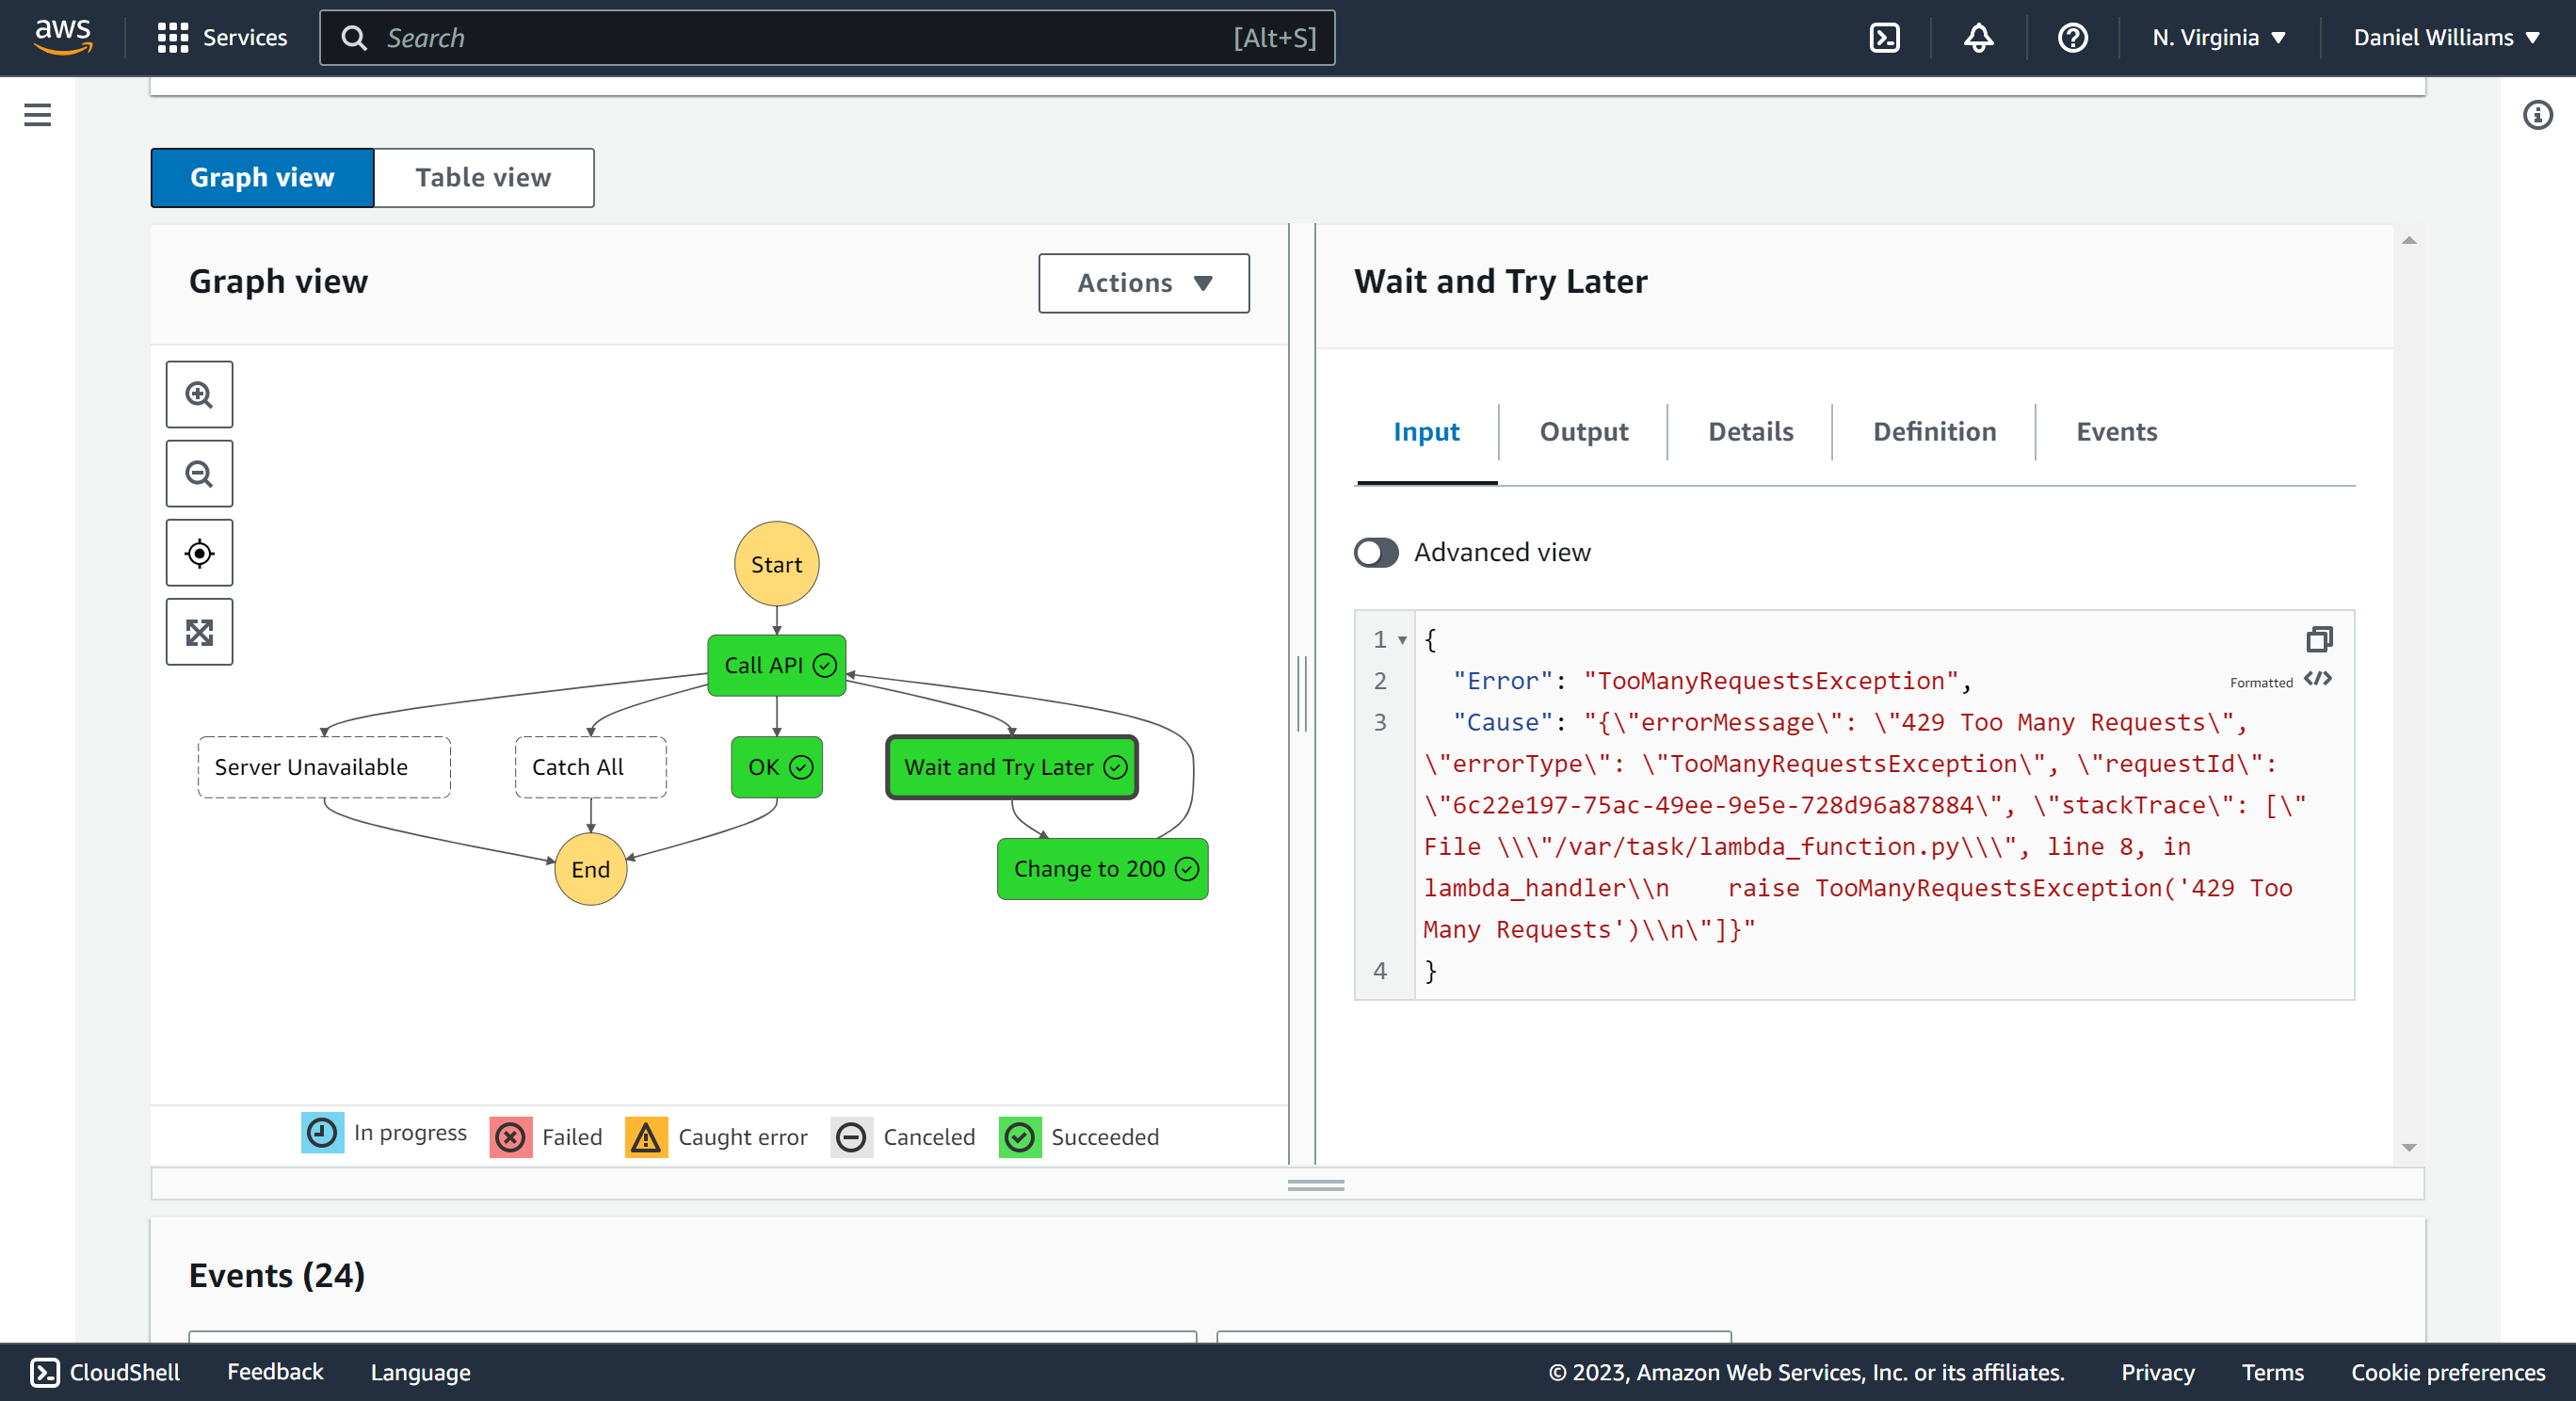 aws
Services
Search [Alt+S]
N. Virginia
Daniel Williams
Graph view
Table view
Graph view
Actions
Start
Call API
Server Unavailable
Catch All
OK
Wait and Try Later
End
Change to 200
In progress
Failed
Caught error
Canceled
Succeeded
Wait and Try Later
Input
Output
Details
Definition
Events
Advanced view
Formatted
1 {
2 "Error": "TooManyRequestsException",
3 "Cause": "{\"errorMessage\": \"429 Too Many Requests\",
\"errorType\": \"TooManyRequestsException\", \"requestId\":
\"6c22e197-75ac-49ee-9e5e-728d96a87884\", \"stackTrace\": [\"
File \\\"/var/task/lambda_function.py\\\", line 8, in
lambda_handler\\n    raise TooManyRequestsException('429 Too
Many Requests')\\n\"]}"
4 }
Events (24)
CloudShell
Feedback
Language
© 2023, Amazon Web Services, Inc. or its affiliates.
Privacy
Terms
Cookie preferences